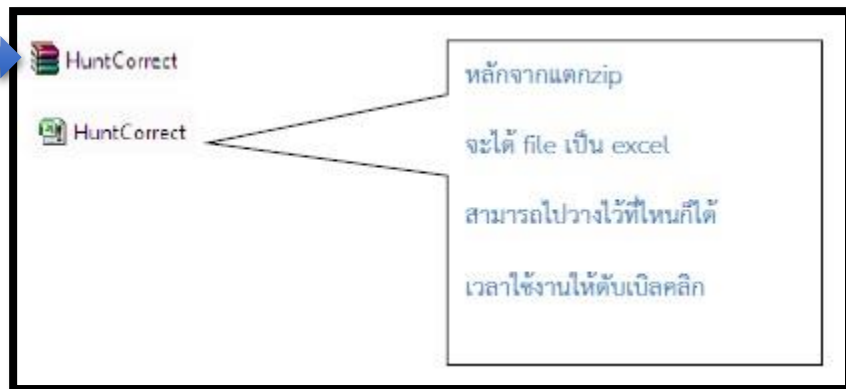 HuntCorrect
HuntCorrect
หลักจากแตกzip
จะได้ file เป็น excel
สามารถไปวางไว้ที่ไหนก็ได้
เวลาใช้งานให้ดับเบิลคลิก